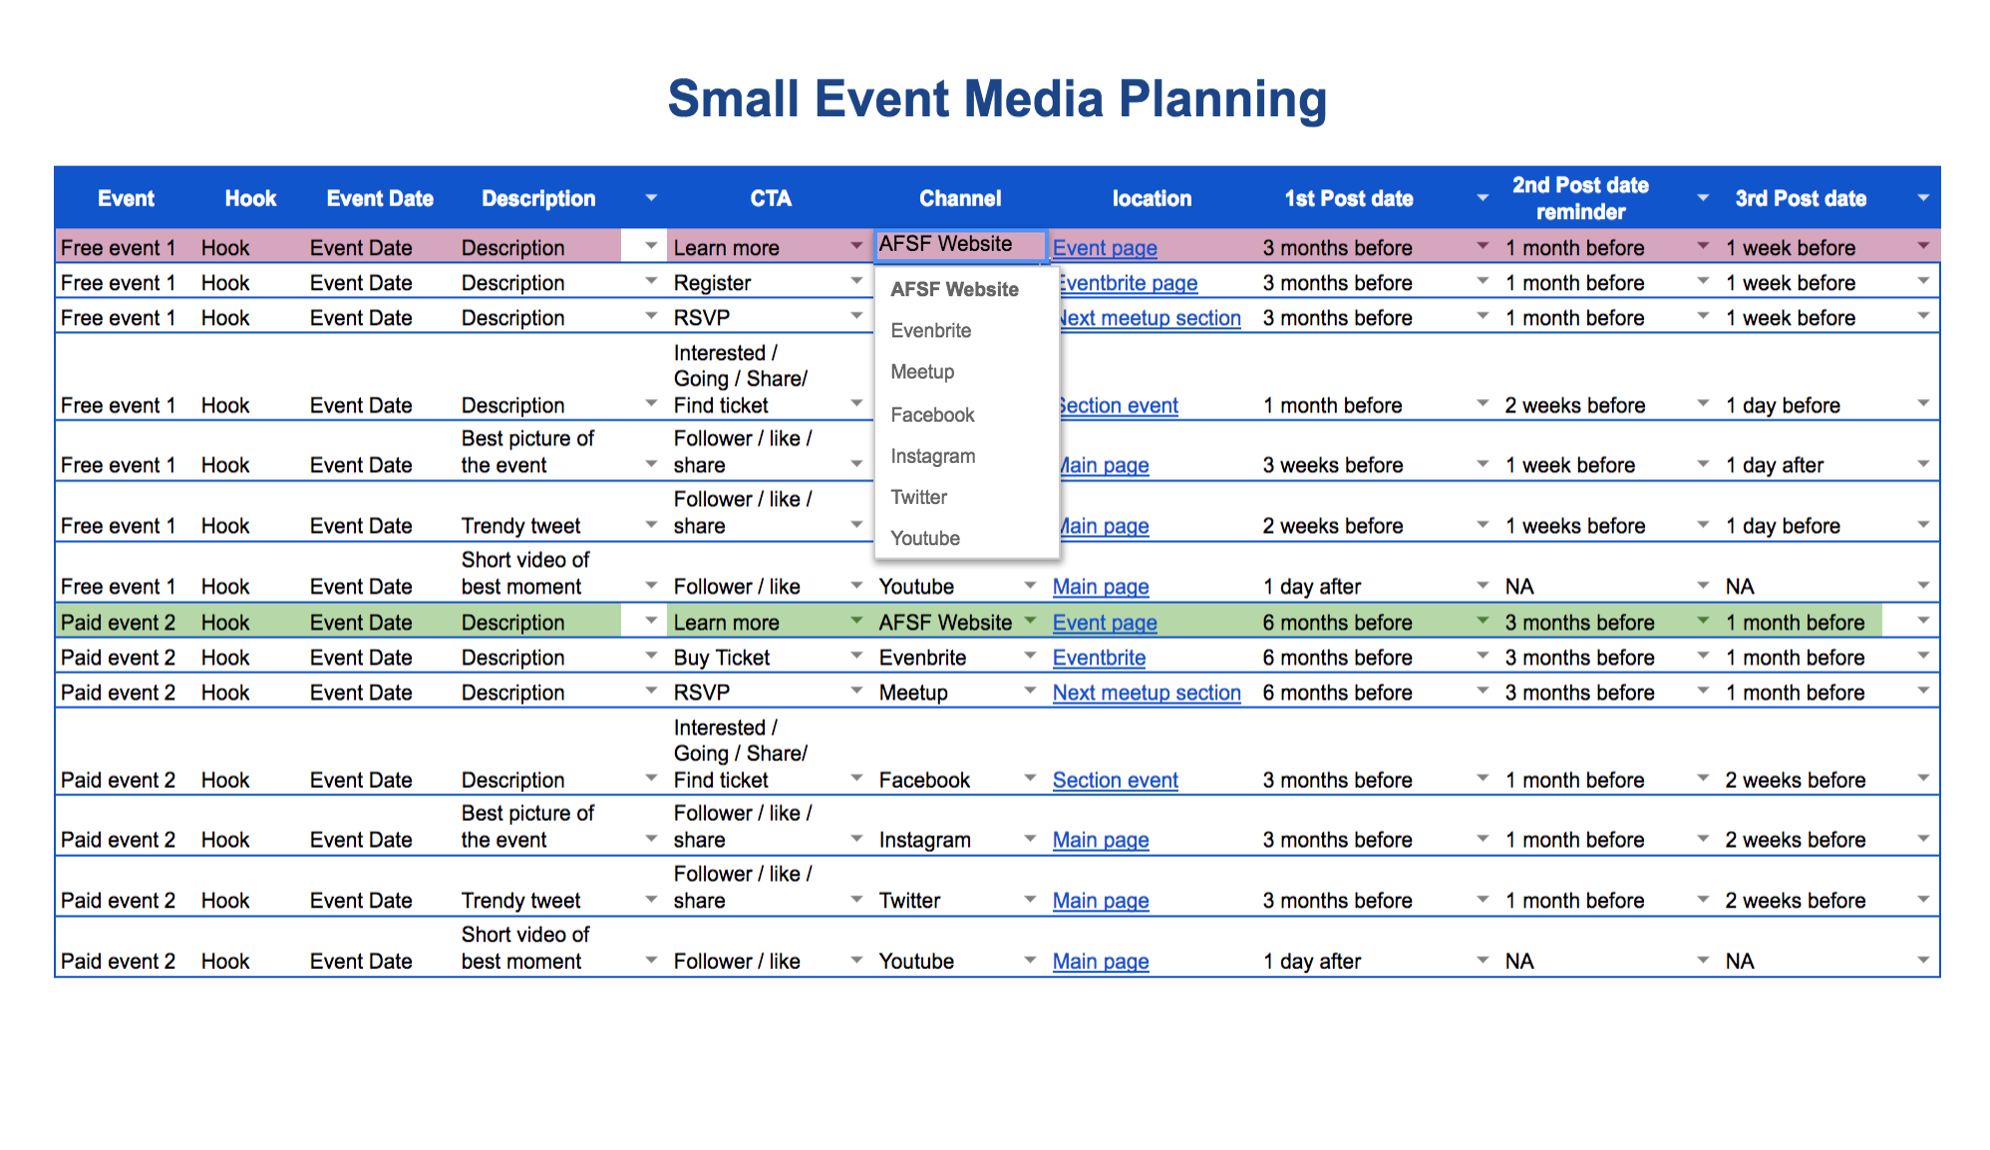 Small Event Media Planning
Event Hook Event Date Description CTA Channel location 1st Post date 2nd Post date reminder 3rd Post date
Free event 1 Hook Event Date Description Learn more AFSF Website Event page 3 months before 1 month before 1 week before
Free event 1 Hook Event Date Description Register Eventbrite page 3 months before 1 month before 1 week before
Free event 1 Hook Event Date Description RSVP Next meetup section 3 months before 1 month before 1 week before
Free event 1 Hook Event Date Description Interested / Going / Share/ Find ticket Section event 1 month before 2 weeks before 1 day before
Free event 1 Hook Event Date Best picture of the event Follower / like / share Main page 3 weeks before 1 week before 1 day after
Free event 1 Hook Event Date Trendy tweet Follower / like / share Main page 2 weeks before 1 weeks before 1 day before
Free event 1 Hook Event Date Short video of best moment Follower / like Youtube Main page 1 day after NA NA
AFSF Website
Evenbrite
Meetup
Facebook
Instagram
Twitter
Youtube
Paid event 2 Hook Event Date Description Learn more AFSF Website Event page 6 months before 3 months before 1 month before
Paid event 2 Hook Event Date Description Buy Ticket Evenbrite Eventbrite 6 months before 3 months before 1 month before
Paid event 2 Hook Event Date Description RSVP Meetup Next meetup section 6 months before 3 months before 1 month before
Paid event 2 Hook Event Date Description Interested / Going / Share/ Find ticket Facebook Section event 3 months before 1 month before 2 weeks before
Paid event 2 Hook Event Date Best picture of the event Follower / like / share Instagram Main page 3 months before 1 month before 2 weeks before
Paid event 2 Hook Event Date Trendy tweet Follower / like / share Twitter Main page 3 months before 1 month before 2 weeks before
Paid event 2 Hook Event Date Short video of best moment Follower / like Youtube Main page 1 day after NA NA